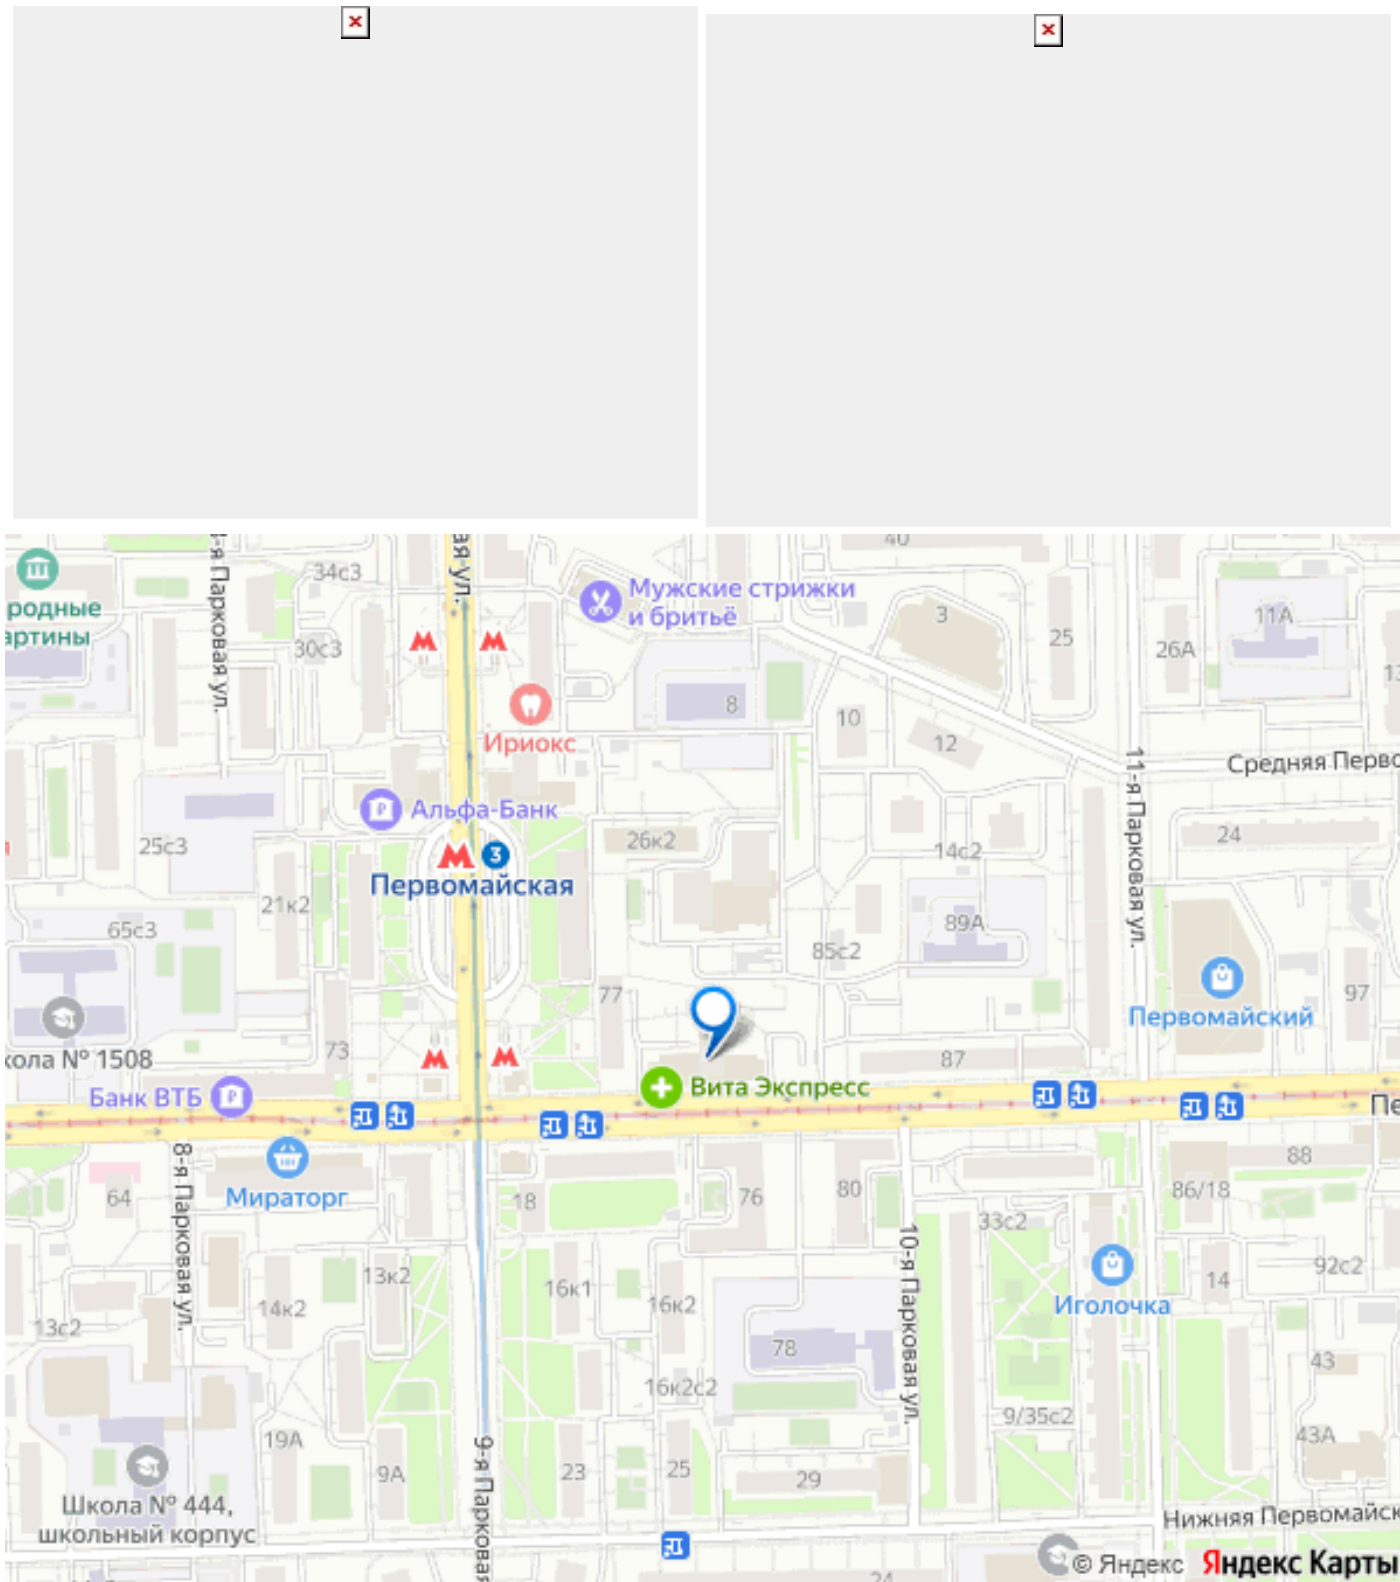 40
34с3
ая ул.
-я Парковая ул.
Мужские стрижки
и бритьё
родные
артины
3
11А
25
26А
30с3
8
10
Ириокс
12
11-я Парковая ул.
Средняя Перво
Альфа-Банк
24
25с3
26к2
14с2
3
Первомайская
21к2
65с3
89А
85с2
77
97
Первомайский
73
кола № 1508
87
Вита Экспресс
Банк ВТБ
Пе
8-я Парковая ул.
88
64
Мираторг
18
76
80
86/18
33с2
10-я Парковая ул.
92с2
13к2
16к1
14
14к2
16к2
Иголочка
13с2
78
43
16к2с2
9/35с2
43А
19А
9-я Парковая
9А
23
25
29
Школа № 444,
школьный корпус
Нижняя Первомайск
© Яндекс Яндекс Карты
24